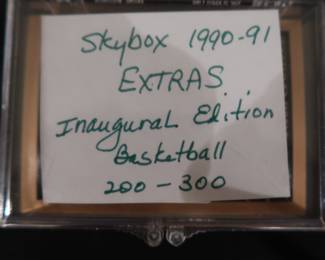 Skybox 1990-91
EXTRAS
Inaugural Edition
Basketball
200 - 300